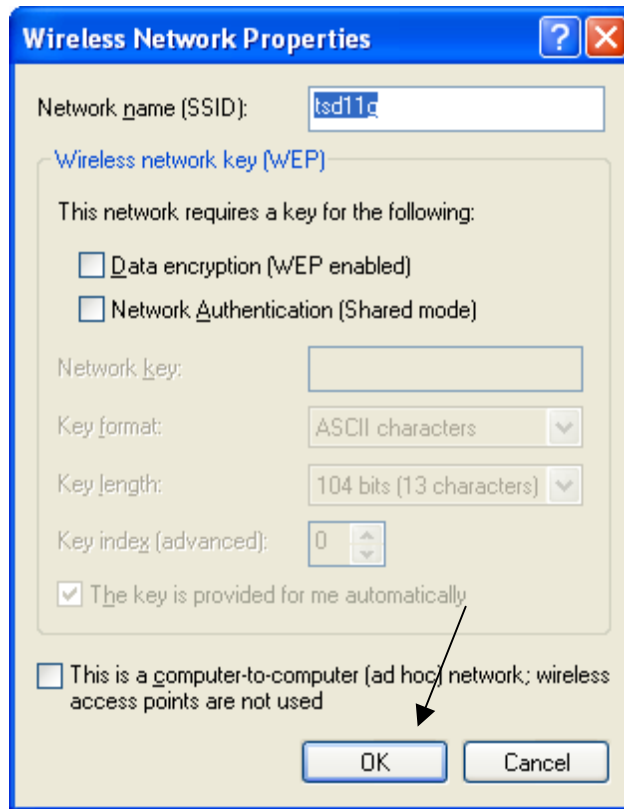 Wireless Network Properties
Network name (SSID): tsd11g
Wireless network key (WEP)
This network requires a key for the following:
Data encryption (WEP enabled)
Network Authentication (Shared mode)
Network key:
Key format: ASCII characters
Key length: 104 bits (13 characters)
Key index (advanced): 0
The key is provided for me automatically
This is a computer-to-computer (ad hoc) network; wireless
access points are not used
OK Cancel